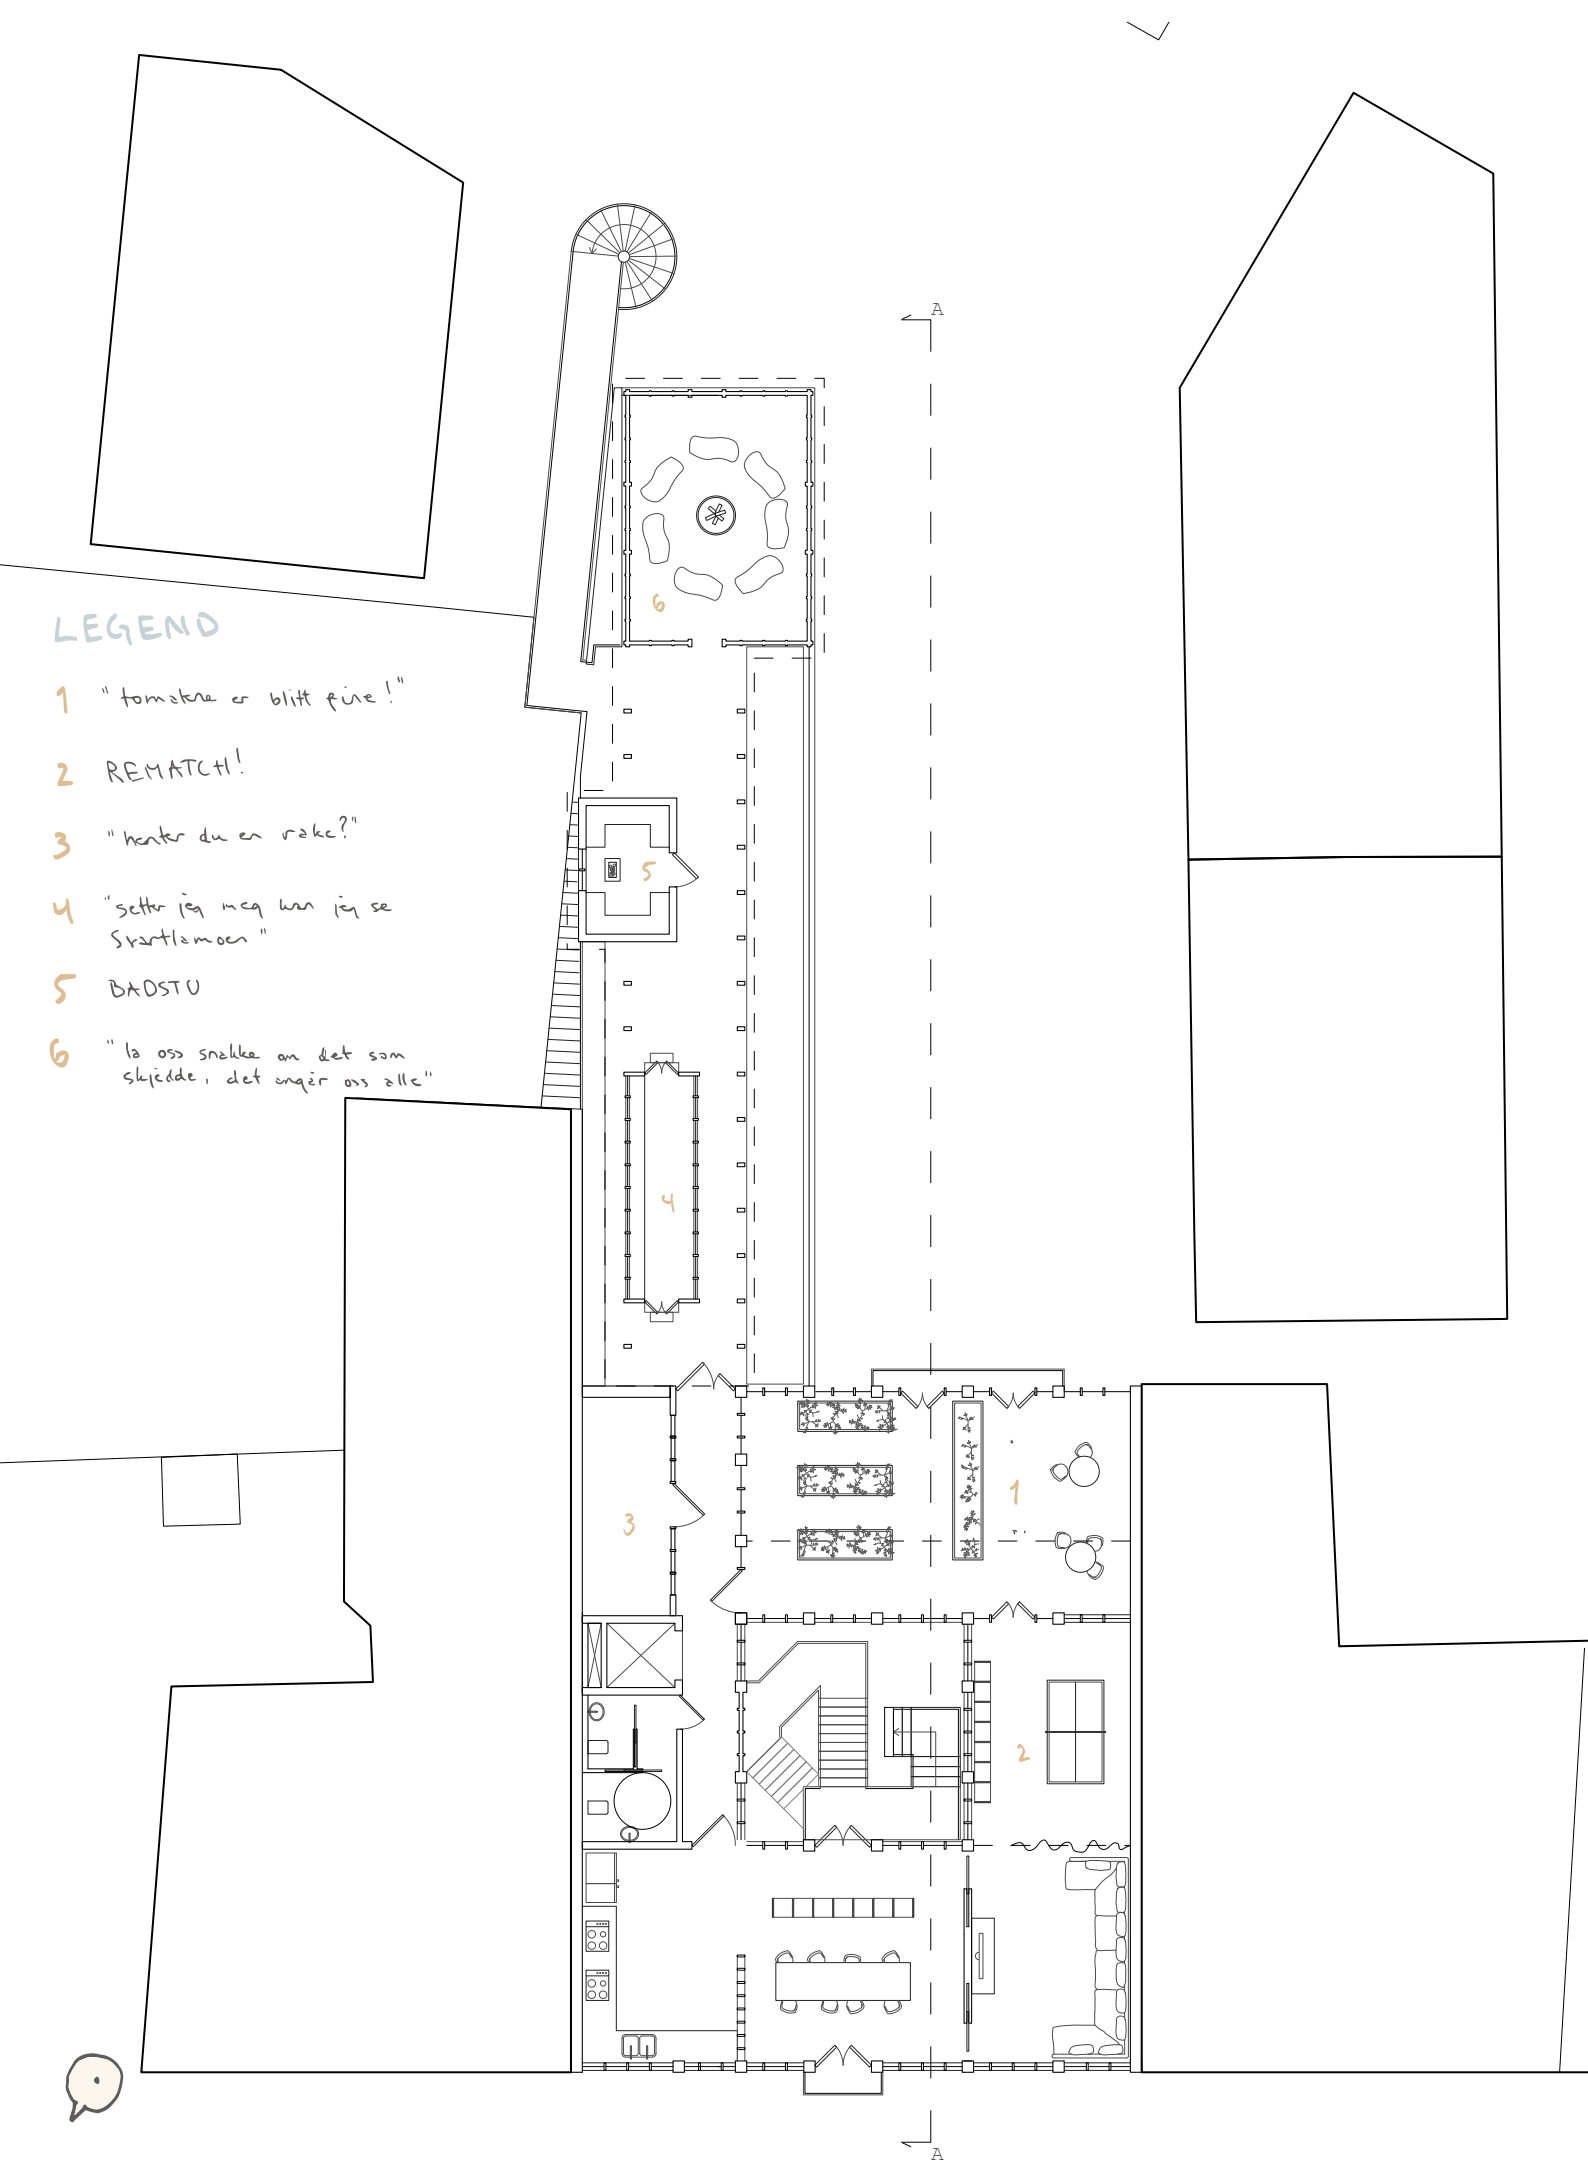 A
LEGEND
1 "tomatene er blitt fine!"
2 REMATCH!
3 "henter du en rake?"
4 "setter jeg meg kan jeg se
Svartlamoen"
5 BADSTU
6 "la oss snakke om det som
skjedde, det angår oss alle"
6
5
4
1
3
2
A